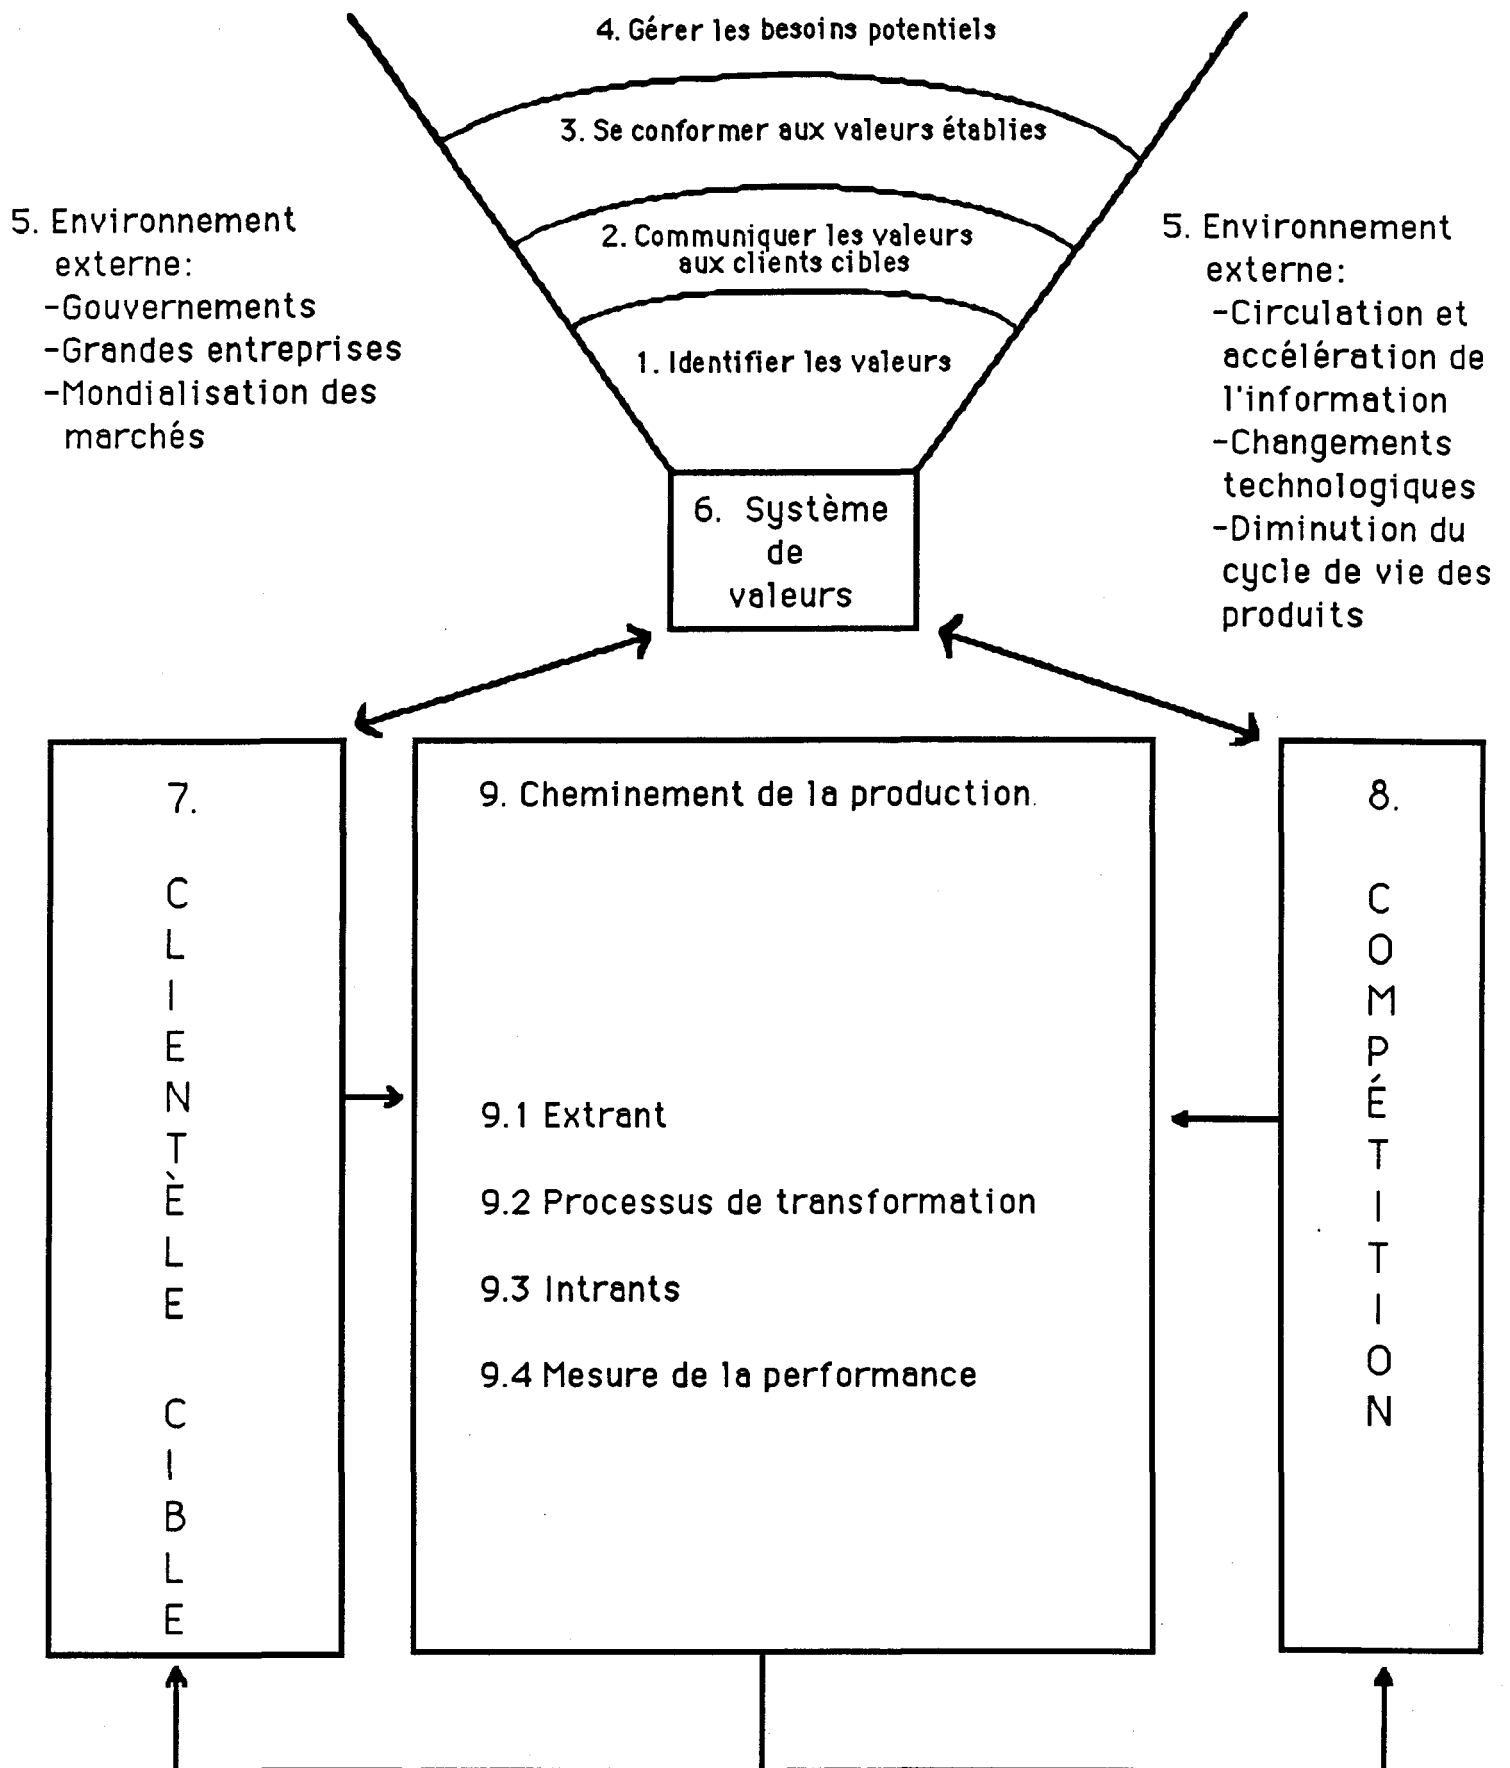 4. Gérer les besoins potentiels
3. Se conformer aux valeurs établies
2. Communiquer les valeurs
aux clients cibles
1. Identifier les valeurs
5. Environnement
externe:
-Gouvernements
-Grandes entreprises
-Mondialisation des
marchés
5. Environnement
externe:
-Circulation et
accélération de
l'information
-Changements
technologiques
-Diminution du
cycle de vie des
produits
6. Système
de
valeurs
7.
CLIENTÈLE CIBLE
9. Cheminement de la production.
9.1 Extrant
9.2 Processus de transformation
9.3 Intrants
9.4 Mesure de la performance
8.
COMPÉTITION